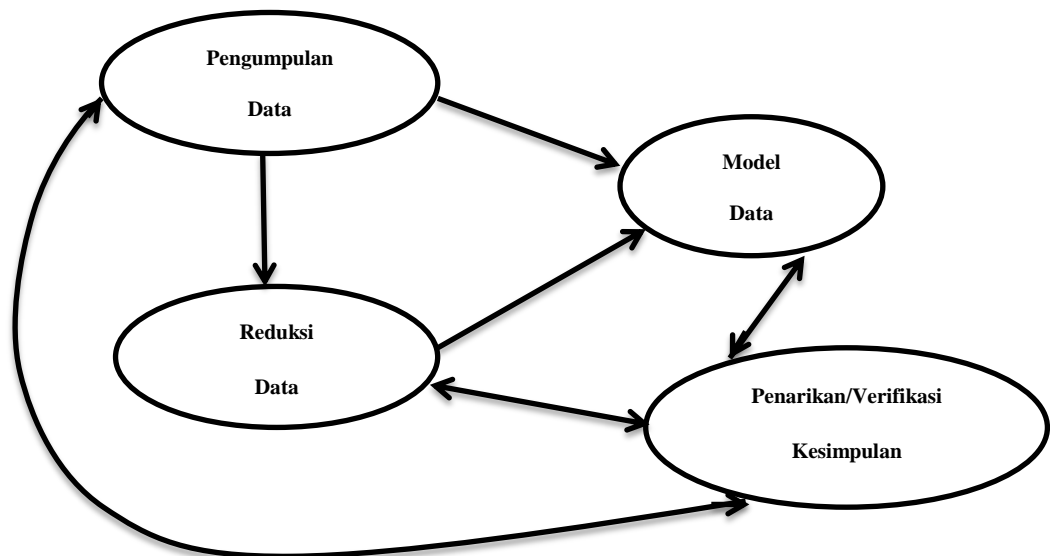 Pengumpulan
Data
Model
Data
Reduksi
Data
Penarikan/Verifikasi
Kesimpulan